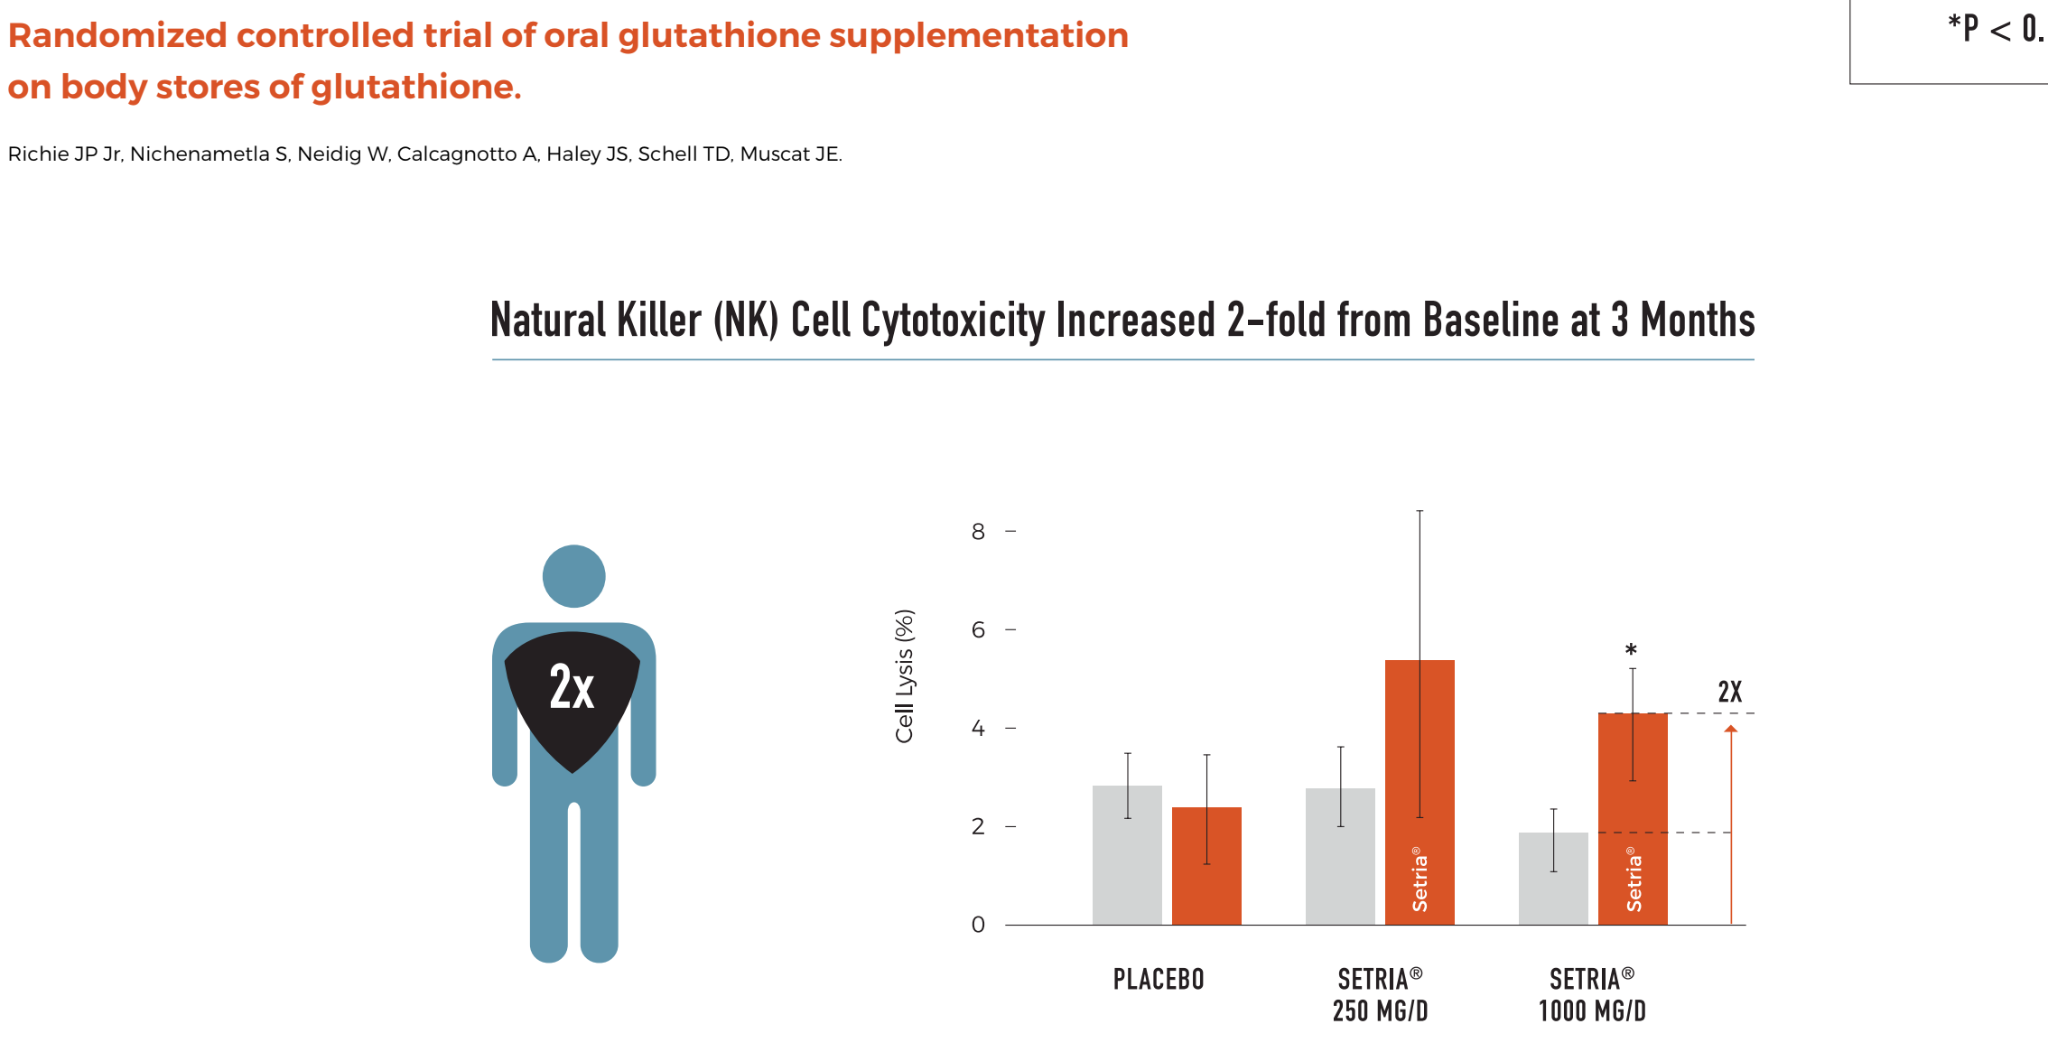 Randomized controlled trial of oral glutathione supplementation
on body stores of glutathione.
*P < 0.
Richie JP Jr, Nichenametla S, Neidig W, Calcagnotto A, Haley JS, Schell TD, Muscat JE.
Natural Killer (NK) Cell Cytotoxicity Increased 2-fold from Baseline at 3 Months
2x
Cell Lysis (%)
8
6
4
2
0
*
2X
Setria®
Setria®
PLACEBO
SETRIA®
250 MG/D
SETRIA®
1000 MG/D